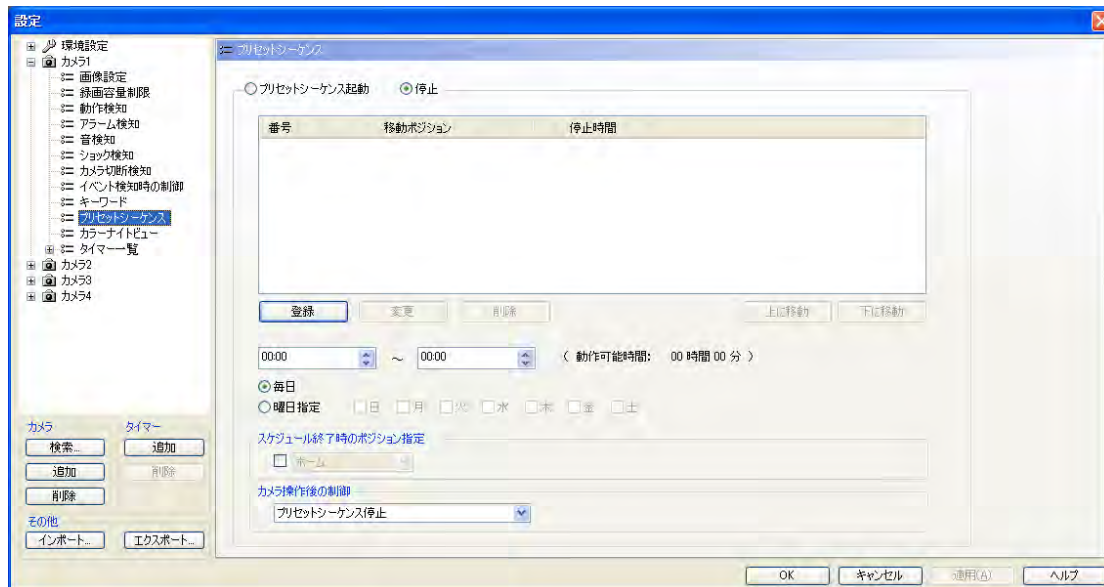 設定
環境設定
カメラ1
画像設定
録画容量制限
動作検知
アラーム検知
音検知
ショック検知
カメラ切断検知
イベント検知時の制御
キーワード
プリセットシーケンス
カラーナイトビュー
タイマー一覧
カメラ2
カメラ3
カメラ4
カメラ タイマー
検索... 追加
追加 削除
削除
その他
インポート... エクスポート...
プリセットシーケンス
プリセットシーケンス起動 停止
番号 移動ポジション 停止時間
登録 変更 削除 上に移動 下に移動
00:00 ～ 00:00 （ 動作可能時間: 00 時間 00 分 ）
毎日
曜日指定 日 月 火 水 木 金 土
スケジュール終了時のポジション指定
ホーム
カメラ操作後の制御
プリセットシーケンス停止
OK キャンセル 適用(A) ヘルプ